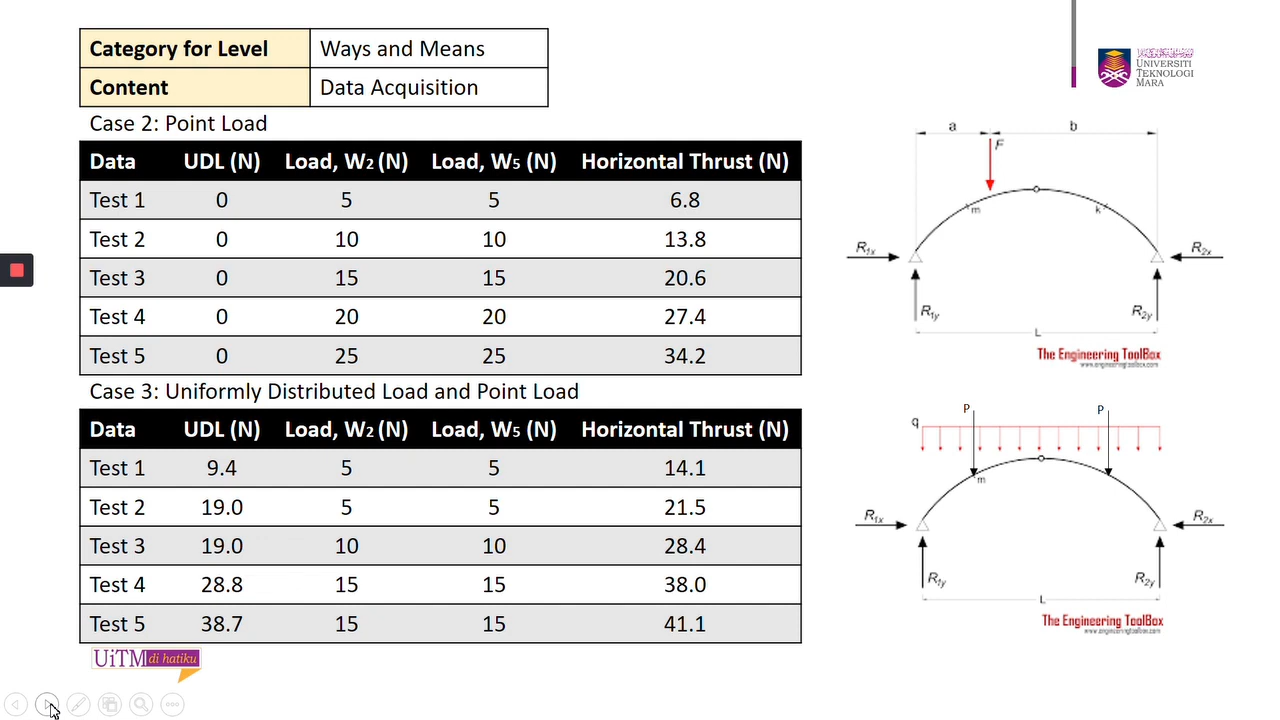 Category for Level Ways and Means
Content Data Acquisition
UNIVERSITI
TEKNOLOGI
MARA
Case 2: Point Load
Data UDL (N) Load, W2 (N) Load, W5 (N) Horizontal Thrust (N)
Test 1 0 5 5 6.8
Test 2 0 10 10 13.8
Test 3 0 15 15 20.6
Test 4 0 20 20 27.4
Test 5 0 25 25 34.2
a b
F
m k
R1x R2x
R1y R2y
L
The Engineering ToolBox
www.engineeringtoolbox.com
Case 3: Uniformly Distributed Load and Point Load
Data UDL (N) Load, W2 (N) Load, W5 (N) Horizontal Thrust (N)
Test 1 9.4 5 5 14.1
Test 2 19.0 5 5 21.5
Test 3 19.0 10 10 28.4
Test 4 28.8 15 15 38.0
Test 5 38.7 15 15 41.1
P P
q
m
R1x R2x
R1y R2y
L
The Engineering ToolBox
www.engineeringtoolbox.com
UiTM di hatiku